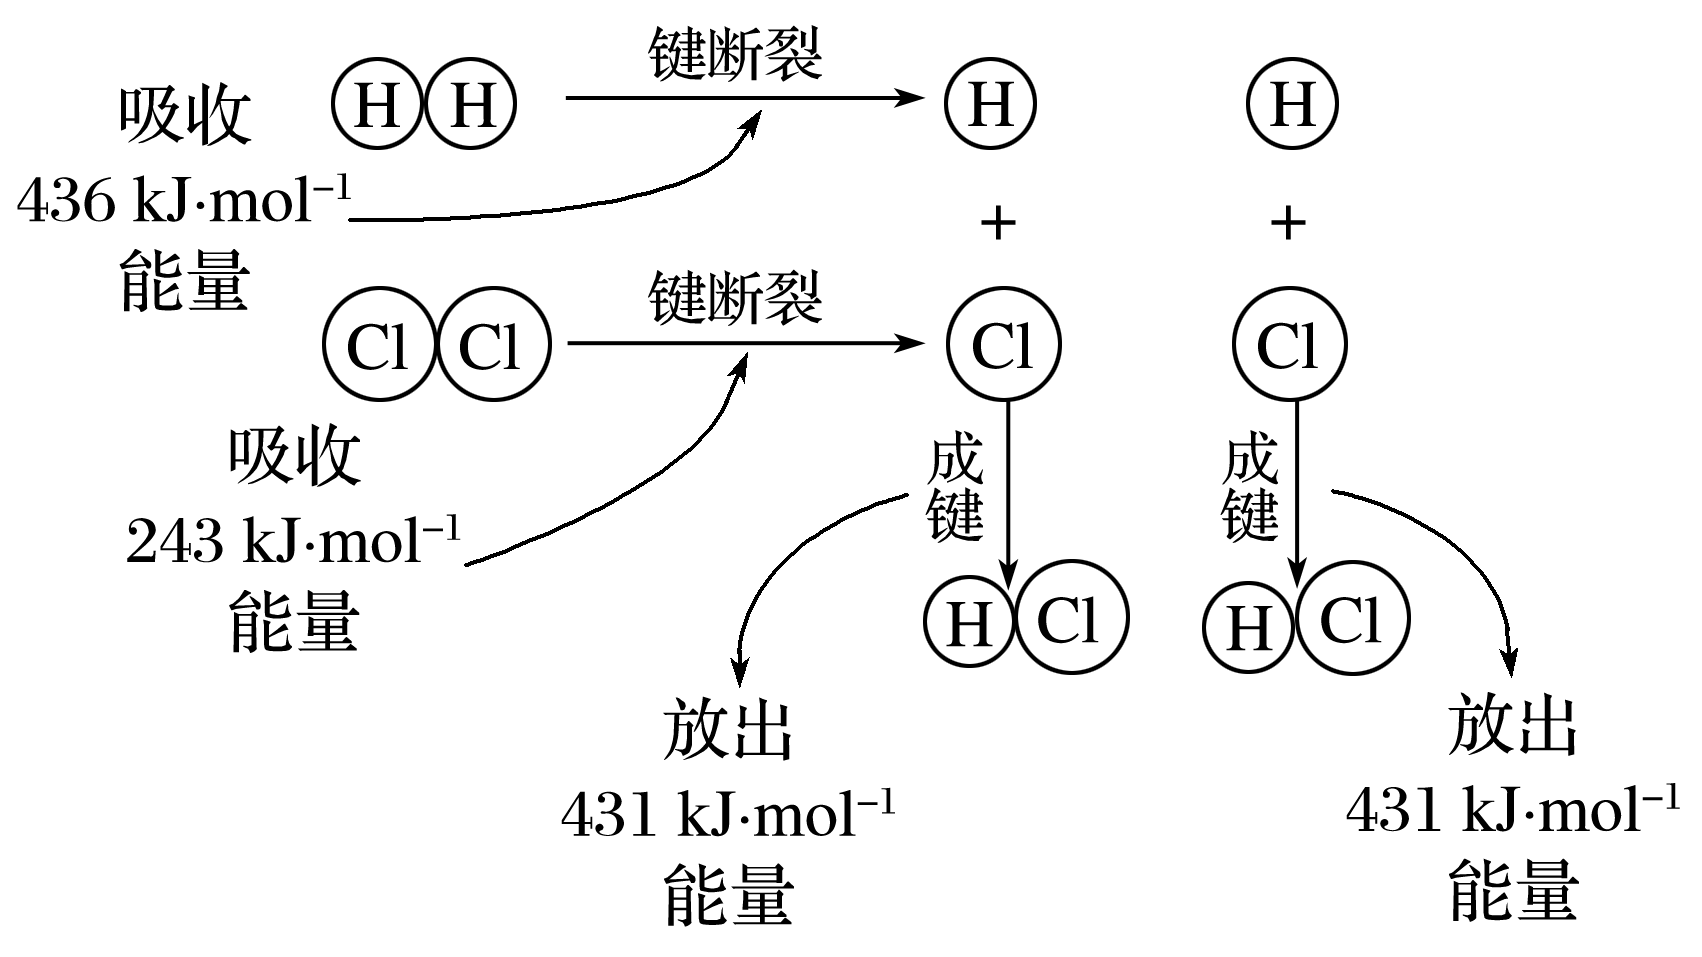 键断裂
H H H H
吸收
436 kJ·mol⁻¹
能量
+ +
键断裂
Cl Cl Cl Cl
吸收
243 kJ·mol⁻¹
能量
成键
成键
H Cl H Cl
放出
431 kJ·mol⁻¹
能量
放出
431 kJ·mol⁻¹
能量